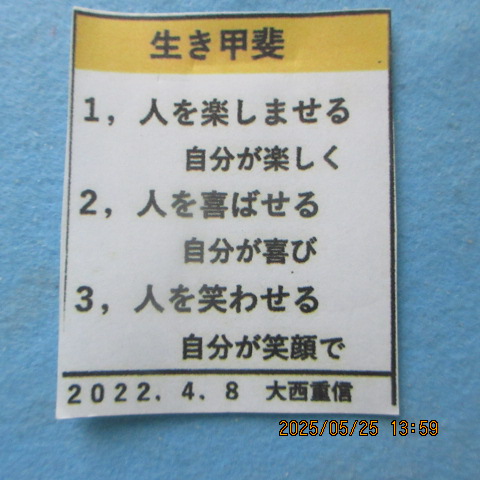 生き甲斐
1，人を楽しませる
自分が楽しく
2，人を喜ばせる
自分が喜び
3，人を笑わせる
自分が笑顔で
2022．4．8　大西重信
2025/05/25 13:59